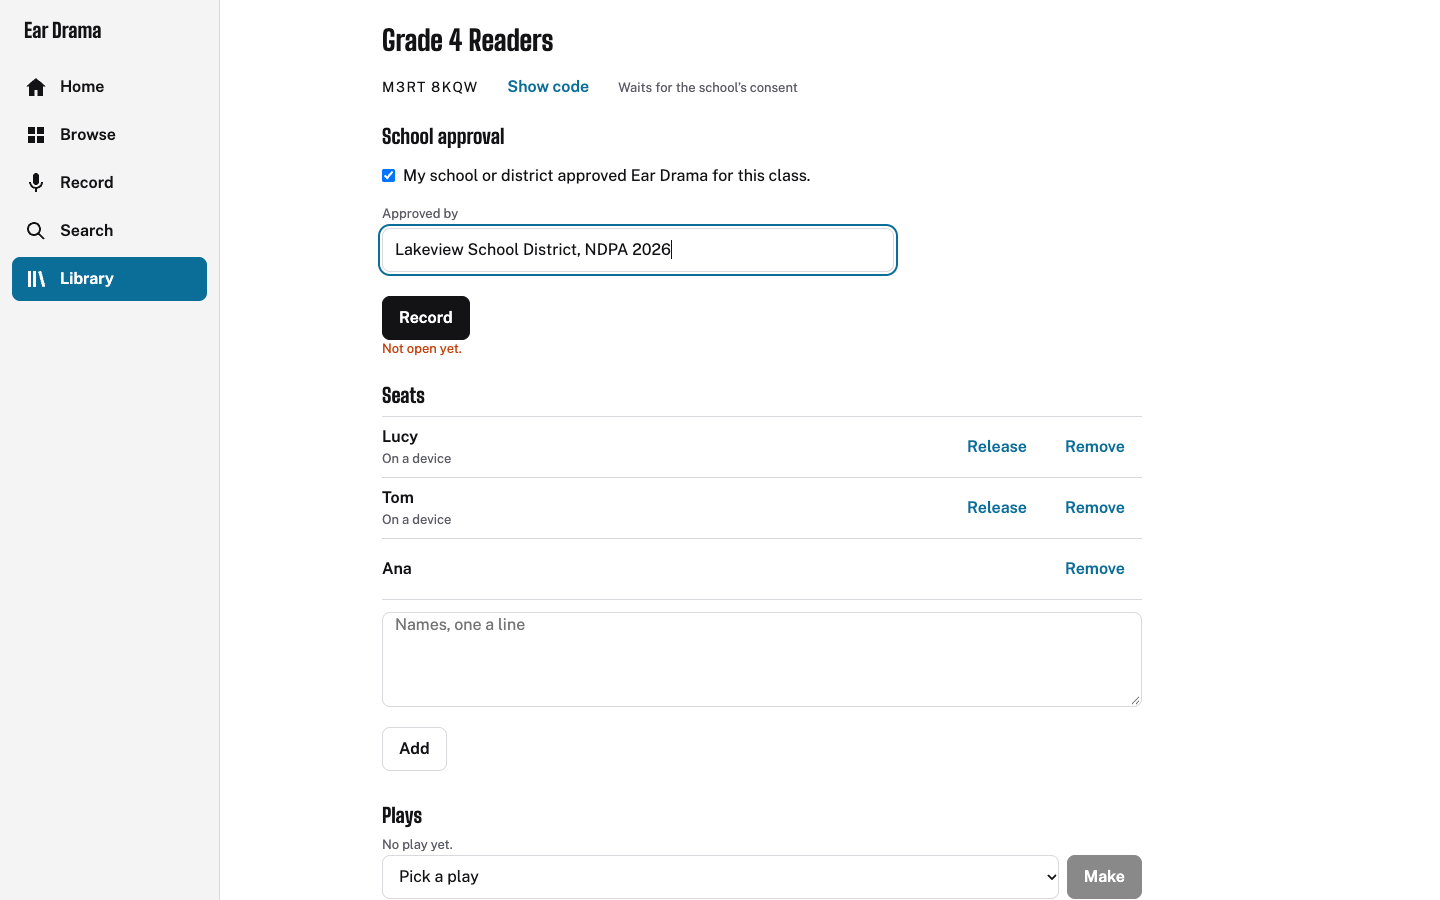 Ear Drama
Home
Browse
Record
Search
Library
Grade 4 Readers
M3RT 8KQW Show code Waits for the school's consent
School approval
My school or district approved Ear Drama for this class.
Approved by
Lakeview School District, NDPA 2026
Record
Not open yet.
Seats
Lucy
On a device
Release Remove
Tom
On a device
Release Remove
Ana
Remove
Names, one a line
Add
Plays
No play yet.
Pick a play
Make